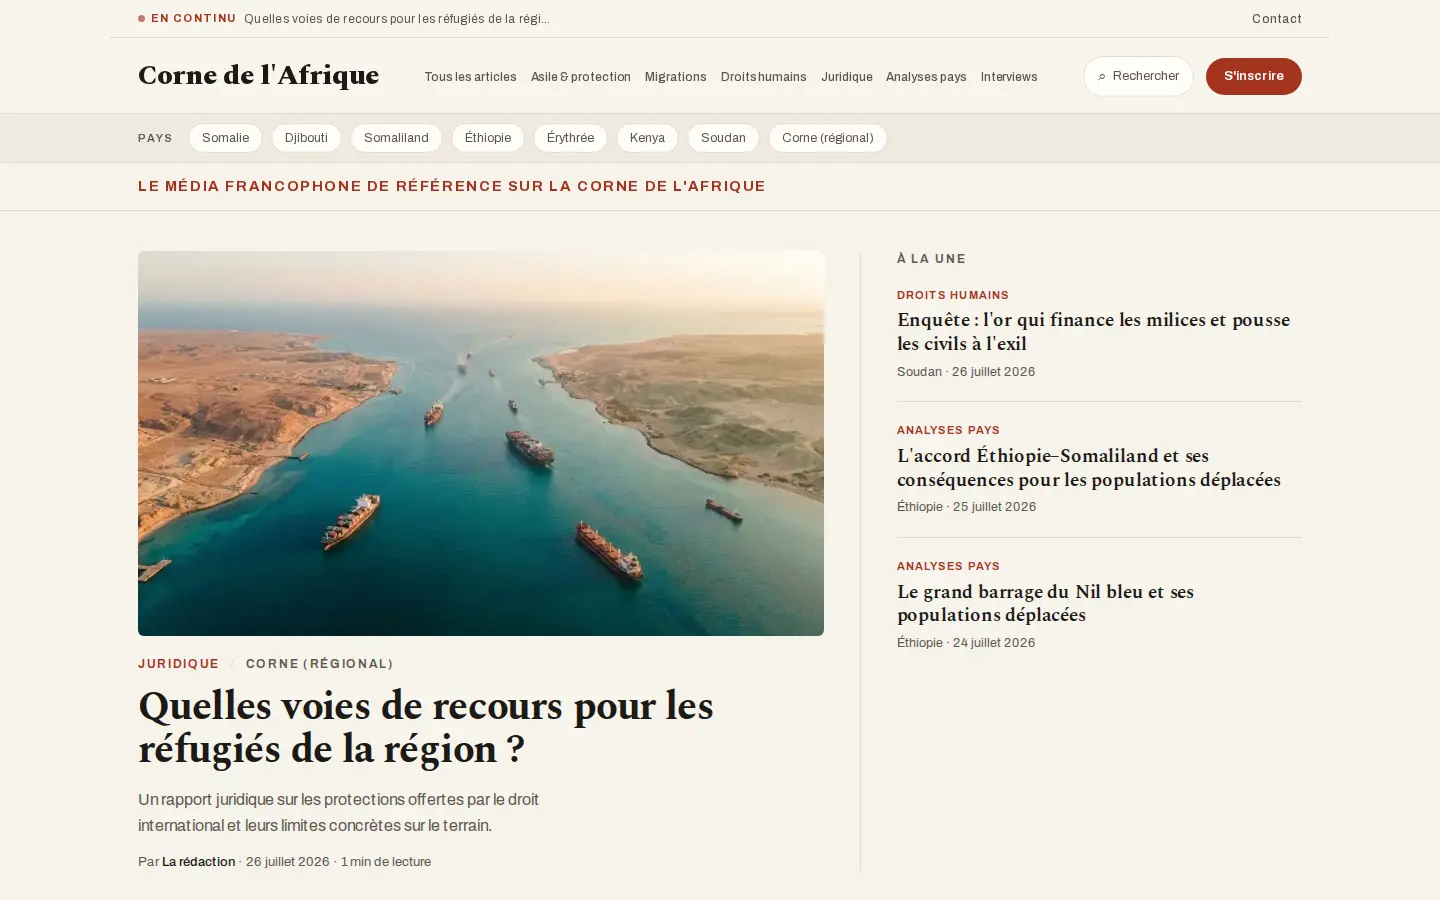 EN CONTINU Quelles voies de recours pour les réfugiés de la régi...
Contact
Corne de l'Afrique
Tous les articles Asile & protection Migrations Droits humains Juridique Analyses pays Interviews
Rechercher
S'inscrire
PAYS Somalie Djibouti Somaliland Éthiopie Érythrée Kenya Soudan Corne (régional)
LE MÉDIA FRANCOPHONE DE RÉFÉRENCE SUR LA CORNE DE L'AFRIQUE
JURIDIQUE / CORNE (RÉGIONAL)
Quelles voies de recours pour les
réfugiés de la région ?
Un rapport juridique sur les protections offertes par le droit
international et leurs limites concrètes sur le terrain.
Par La rédaction · 26 juillet 2026 · 1 min de lecture
À LA UNE
DROITS HUMAINS
Enquête : l'or qui finance les milices et pousse
les civils à l'exil
Soudan · 26 juillet 2026
ANALYSES PAYS
L'accord Éthiopie–Somaliland et ses
conséquences pour les populations déplacées
Éthiopie · 25 juillet 2026
ANALYSES PAYS
Le grand barrage du Nil bleu et ses
populations déplacées
Éthiopie · 24 juillet 2026